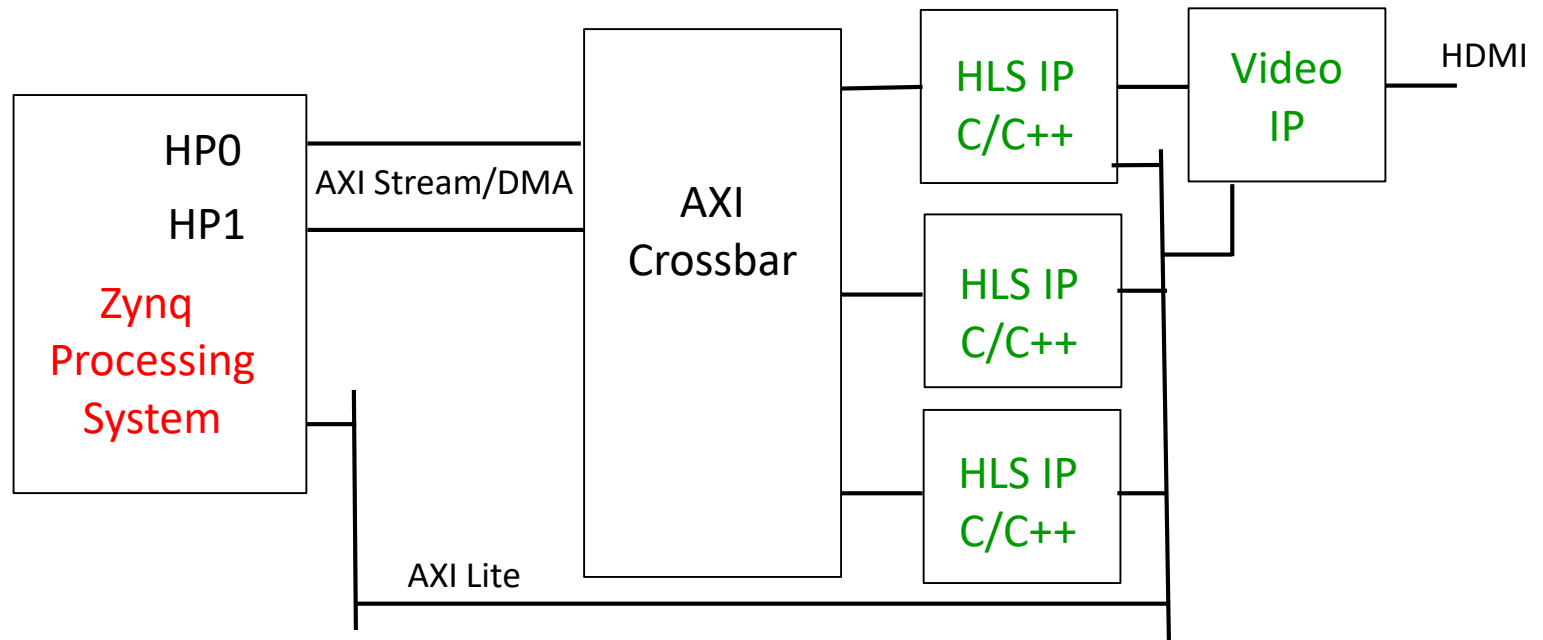 HP0
HP1
Zynq
Processing
System
AXI Stream/DMA
AXI Lite
AXI
Crossbar
HLS IP
C/C++
HLS IP
C/C++
HLS IP
C/C++
Video
IP
HDMI